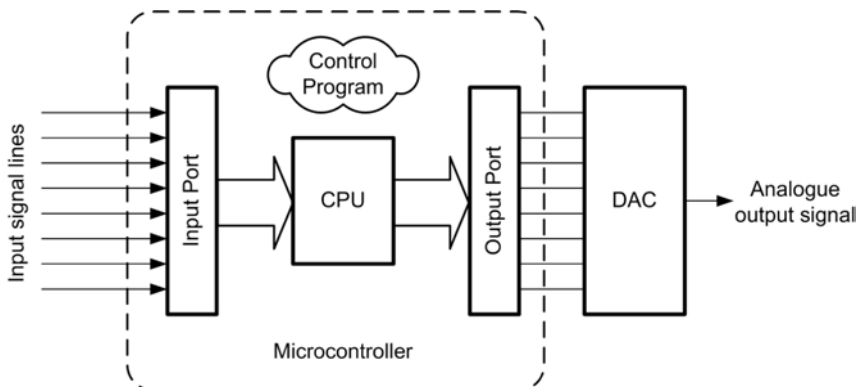 Control
Program
Input signal lines
Input Port
CPU
Output Port
DAC
Analogue
output signal
Microcontroller